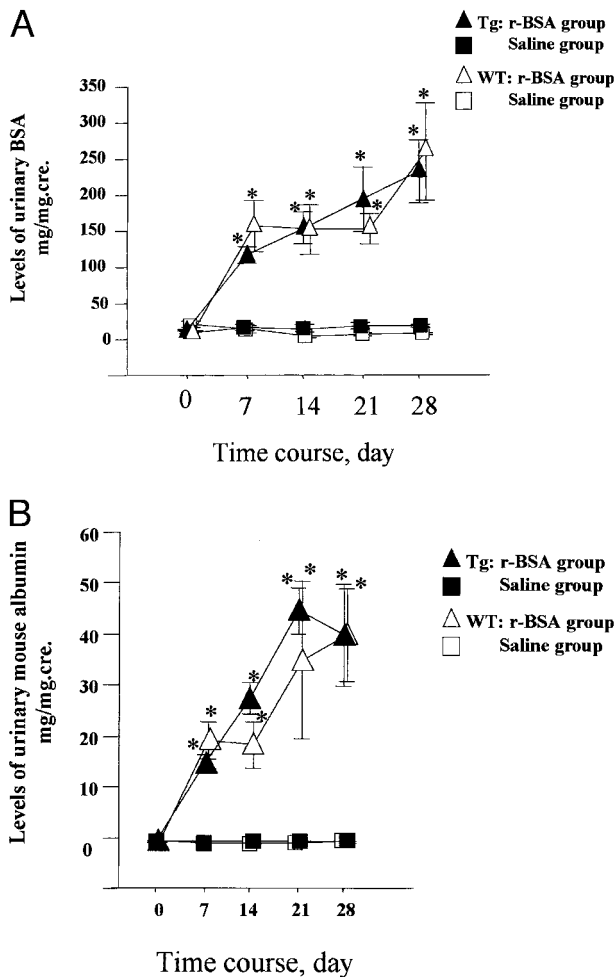 A
Tg: r-BSA group
Saline group
WT: r-BSA group
Saline group
Levels of urinary BSA
mg/mg.cre.
350
300
250
200
150
100
50
0
* * * * * * * *
0 7 14 21 28
Time course, day
B
Tg: r-BSA group
Saline group
WT: r-BSA group
Saline group
Levels of urinary mouse albumin
mg/mg.cre.
60
50
40
30
20
10
0
* * * * * * * *
0 7 14 21 28
Time course, day